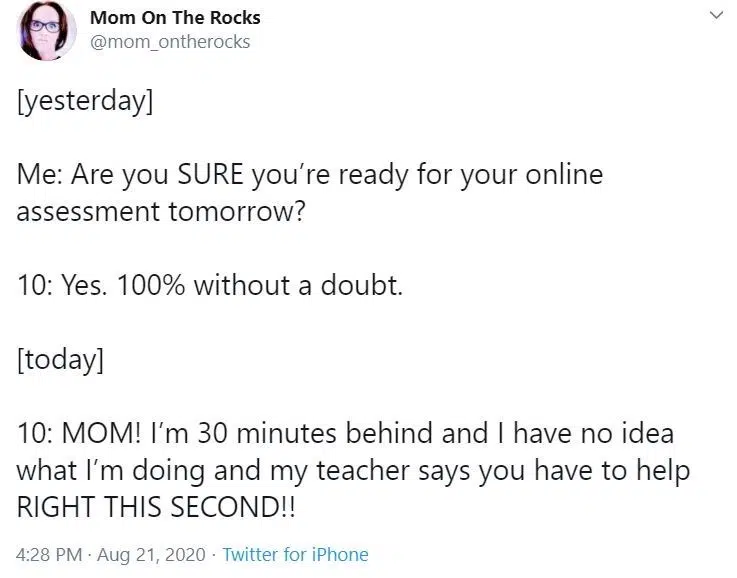 Mom On The Rocks
@mom_ontherocks
[yesterday]
Me: Are you SURE you’re ready for your online
assessment tomorrow?
10: Yes. 100% without a doubt.
[today]
10: MOM! I’m 30 minutes behind and I have no idea
what I’m doing and my teacher says you have to help
RIGHT THIS SECOND!!
4:28 PM · Aug 21, 2020 · Twitter for iPhone